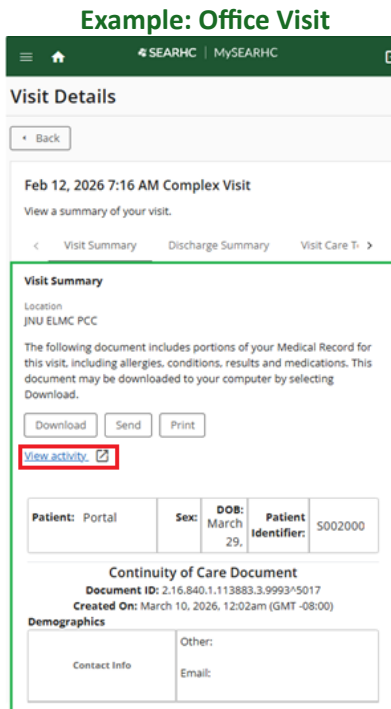 Example: Office Visit
SEARHC | MySEARHC
Visit Details
Back
Feb 12, 2026 7:16 AM Complex Visit
View a summary of your visit.
Visit Summary Discharge Summary Visit Care T
Visit Summary
Location
JNU ELMC PCC
The following document includes portions of your Medical Record for
this visit, including allergies, conditions, results and medications. This
document may be downloaded to your computer by selecting
Download.
Download Send Print
View activity
Patient: Portal Sex: DOB: March 29, Patient Identifier: S002000
Continuity of Care Document
Document ID: 2.16.840.1.113883.3.9993^5017
Created On: March 10, 2026, 12:02am (GMT -08:00)
Demographics
Contact Info
Other:
Email: